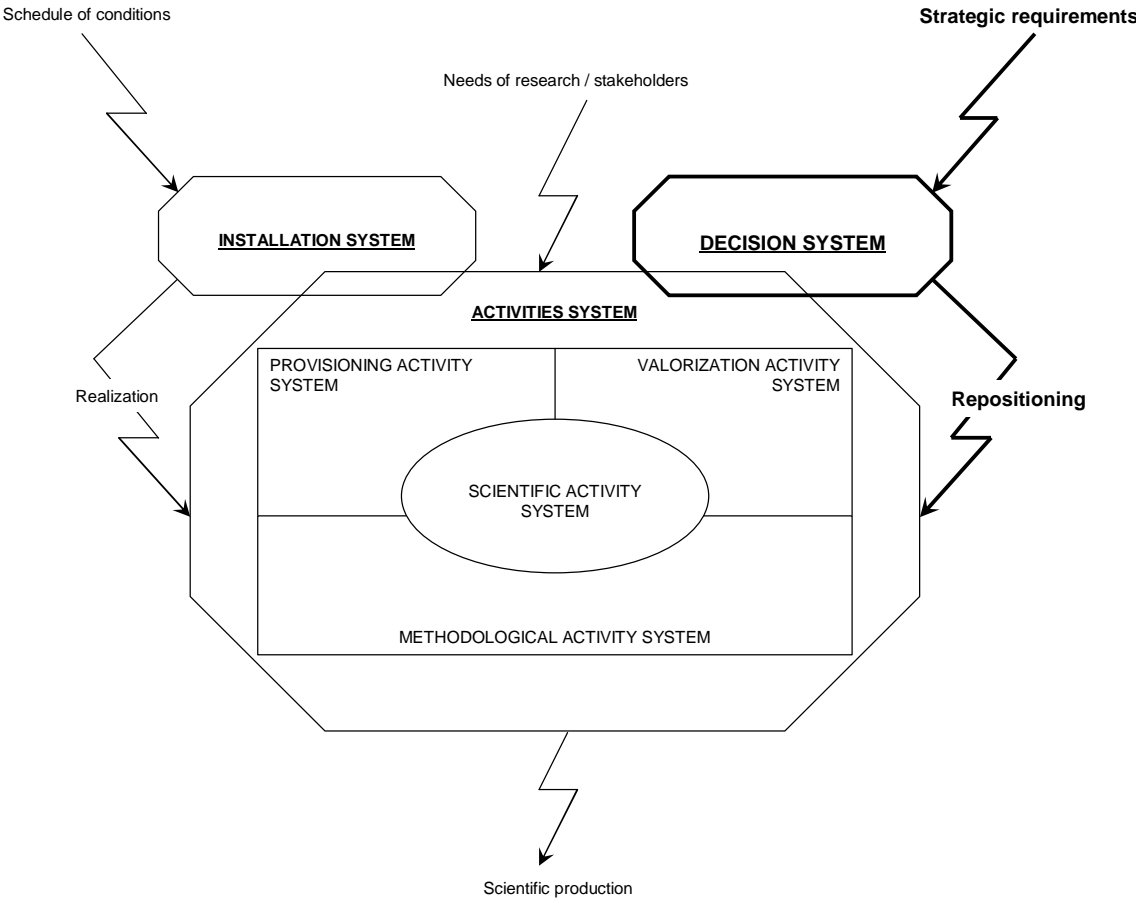 Schedule of conditions
Strategic requirements
Needs of research / stakeholders
INSTALLATION SYSTEM
DECISION SYSTEM
ACTIVITIES SYSTEM
PROVISIONING ACTIVITY
SYSTEM
VALORIZATION ACTIVITY
SYSTEM
Realization
Repositioning
SCIENTIFIC ACTIVITY
SYSTEM
METHODOLOGICAL ACTIVITY SYSTEM
Scientific production